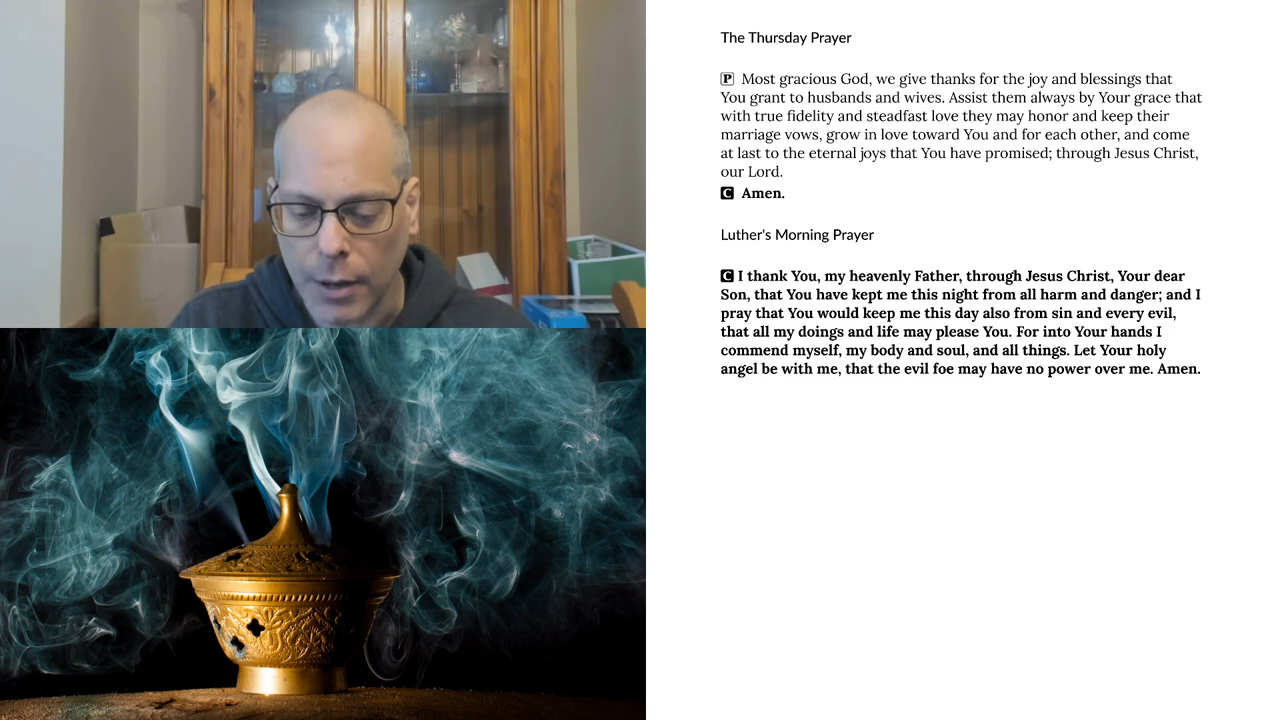 The Thursday Prayer
P Most gracious God, we give thanks for the joy and blessings that
You grant to husbands and wives. Assist them always by Your grace that
with true fidelity and steadfast love they may honor and keep their
marriage vows, grow in love toward You and for each other, and come
at last to the eternal joys that You have promised; through Jesus Christ,
our Lord.
C Amen.
Luther's Morning Prayer
C I thank You, my heavenly Father, through Jesus Christ, Your dear
Son, that You have kept me this night from all harm and danger; and I
pray that You would keep me this day also from sin and every evil,
that all my doings and life may please You. For into Your hands I
commend myself, my body and soul, and all things. Let Your holy
angel be with me, that the evil foe may have no power over me. Amen.